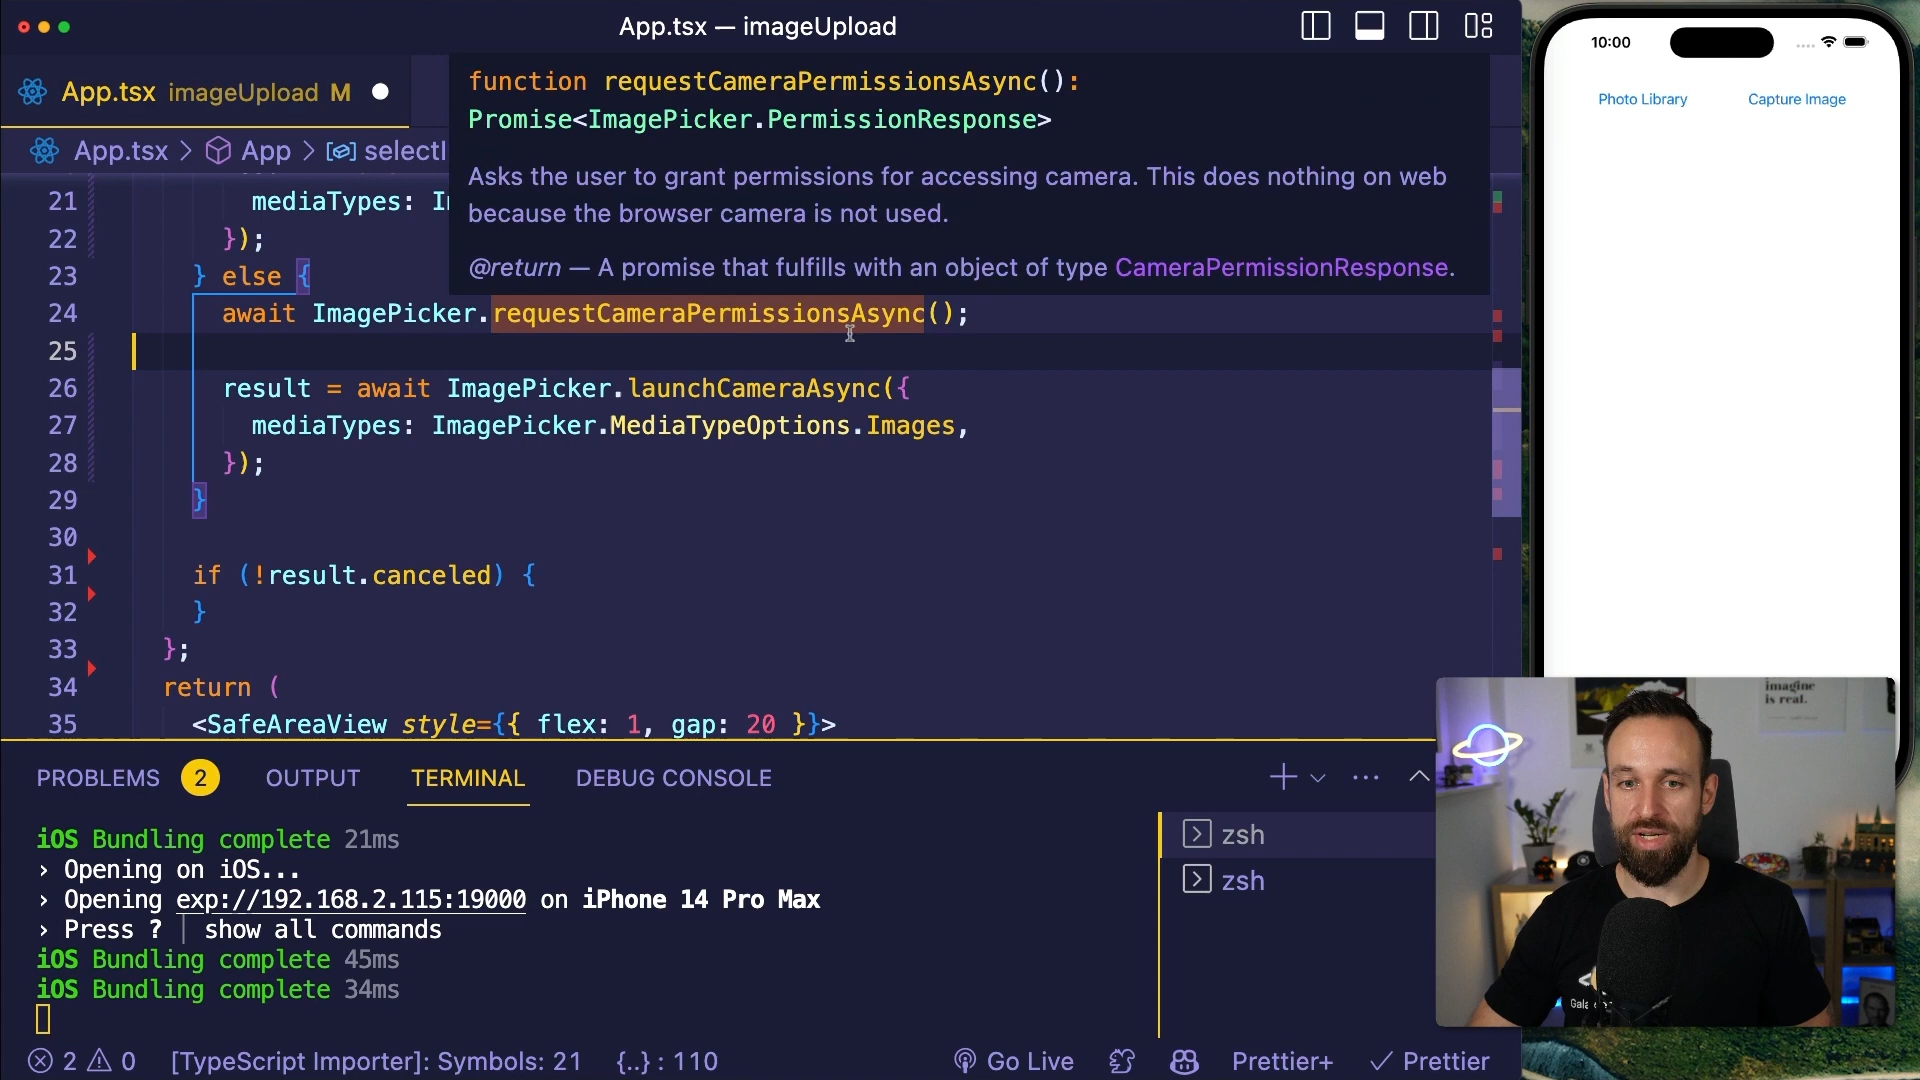 App.tsx — imageUpload
App.tsx imageUpload M
App.tsx > App > selectI
function requestCameraPermissionsAsync():
Promise<ImagePicker.PermissionResponse>
Asks the user to grant permissions for accessing camera. This does nothing on web
because the browser camera is not used.
@return — A promise that fulfills with an object of type CameraPermissionResponse.
21 mediaTypes:
22 });
23 } else {
24 await ImagePicker.requestCameraPermissionsAsync();
25
26 result = await ImagePicker.launchCameraAsync({
27 mediaTypes: ImagePicker.MediaTypeOptions.Images,
28 });
29 }
30
31 if (!result.canceled) {
32 }
33 };
34 return (
35 <SafeAreaView style={{ flex: 1, gap: 20 }}>
PROBLEMS 2 OUTPUT TERMINAL DEBUG CONSOLE
iOS Bundling complete 21ms
› Opening on iOS...
› Opening exp://192.168.2.115:19000 on iPhone 14 Pro Max
› Press ? │ show all commands
iOS Bundling complete 45ms
iOS Bundling complete 34ms
zsh
zsh
2 0 [TypeScript Importer]: Symbols: 21 {..} : 110 Go Live Prettier+ Prettier
10:00
Photo Library Capture Image
imagine
is real.